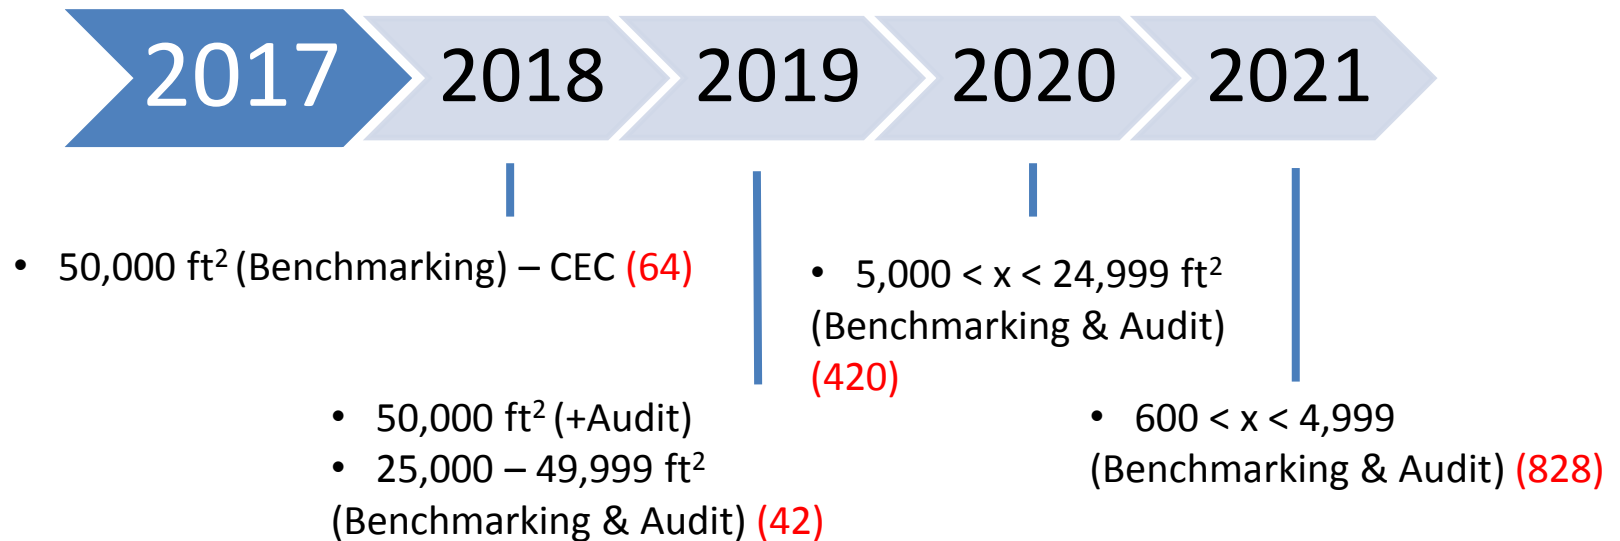 2017 2018 2019 2020 2021
• 50,000 ft² (Benchmarking) – CEC (64)
• 5,000 < x < 24,999 ft²
(Benchmarking & Audit)
(420)
• 50,000 ft² (+Audit)
• 25,000 – 49,999 ft²
(Benchmarking & Audit) (42)
• 600 < x < 4,999
(Benchmarking & Audit) (828)